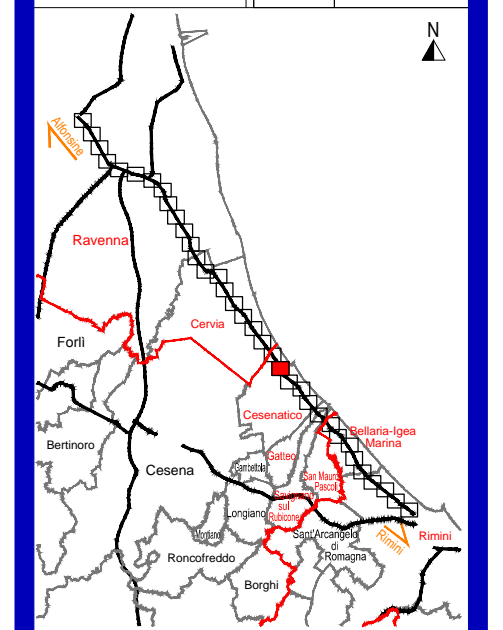 N
Alfonsine
Ravenna
Cervia
Forlì
Cesenatico
Bellaria-Igea
Marina
Bertinoro
Gatteo
Cesena
Gambettola
San Mauro
Pascoli
Savignano
sul
Rubicone
Longiano
Montiano
Sant'Arcangelo
di
Romagna
Rimini
Rimini
Roncofreddo
Borghi